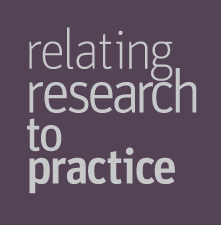 relating
research
to
practice